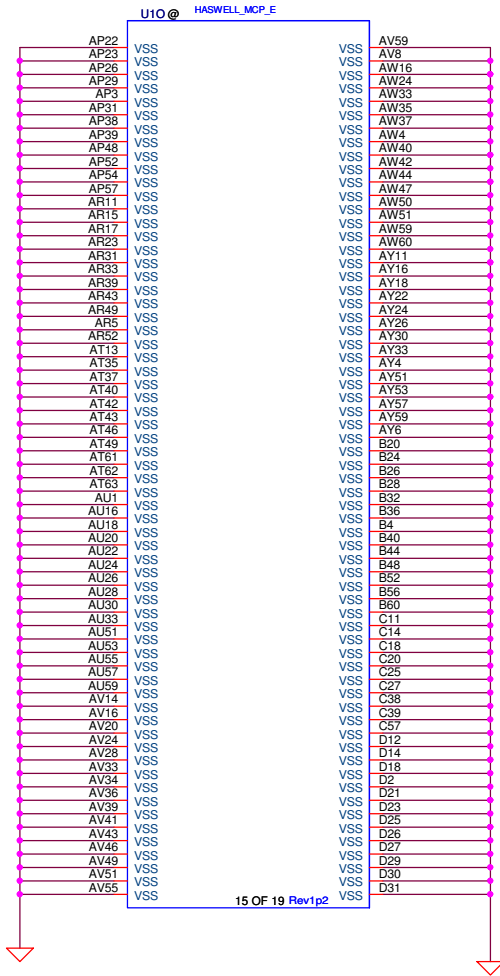 U1O @ HASWELL_MCP_E
AP22 VSS VSS AV59
AP23 VSS VSS AV8
AP26 VSS VSS AW16
AP29 VSS VSS AW24
AP3 VSS VSS AW33
AP31 VSS VSS AW35
AP38 VSS VSS AW37
AP39 VSS VSS AW4
AP48 VSS VSS AW40
AP52 VSS VSS AW42
AP54 VSS VSS AW44
AP57 VSS VSS AW47
AR11 VSS VSS AW50
AR15 VSS VSS AW51
AR17 VSS VSS AW59
AR23 VSS VSS AW60
AR31 VSS VSS AY11
AR33 VSS VSS AY16
AR39 VSS VSS AY18
AR43 VSS VSS AY22
AR49 VSS VSS AY24
AR5 VSS VSS AY26
AR52 VSS VSS AY30
AT13 VSS VSS AY33
AT35 VSS VSS AY4
AT37 VSS VSS AY51
AT40 VSS VSS AY53
AT42 VSS VSS AY57
AT43 VSS VSS AY59
AT46 VSS VSS AY6
AT49 VSS VSS B20
AT61 VSS VSS B24
AT62 VSS VSS B26
AT63 VSS VSS B28
AU1 VSS VSS B32
AU16 VSS VSS B36
AU18 VSS VSS B4
AU20 VSS VSS B40
AU22 VSS VSS B44
AU24 VSS VSS B48
AU26 VSS VSS B52
AU28 VSS VSS B56
AU30 VSS VSS B60
AU33 VSS VSS C11
AU51 VSS VSS C14
AU53 VSS VSS C18
AU55 VSS VSS C20
AU57 VSS VSS C25
AU59 VSS VSS C27
AV14 VSS VSS C38
AV16 VSS VSS C39
AV20 VSS VSS C57
AV24 VSS VSS D12
AV28 VSS VSS D14
AV33 VSS VSS D18
AV34 VSS VSS D2
AV36 VSS VSS D21
AV39 VSS VSS D23
AV41 VSS VSS D25
AV43 VSS VSS D26
AV46 VSS VSS D27
AV49 VSS VSS D29
AV51 VSS VSS D30
AV55 VSS VSS D31
15 OF 19 Rev1p2